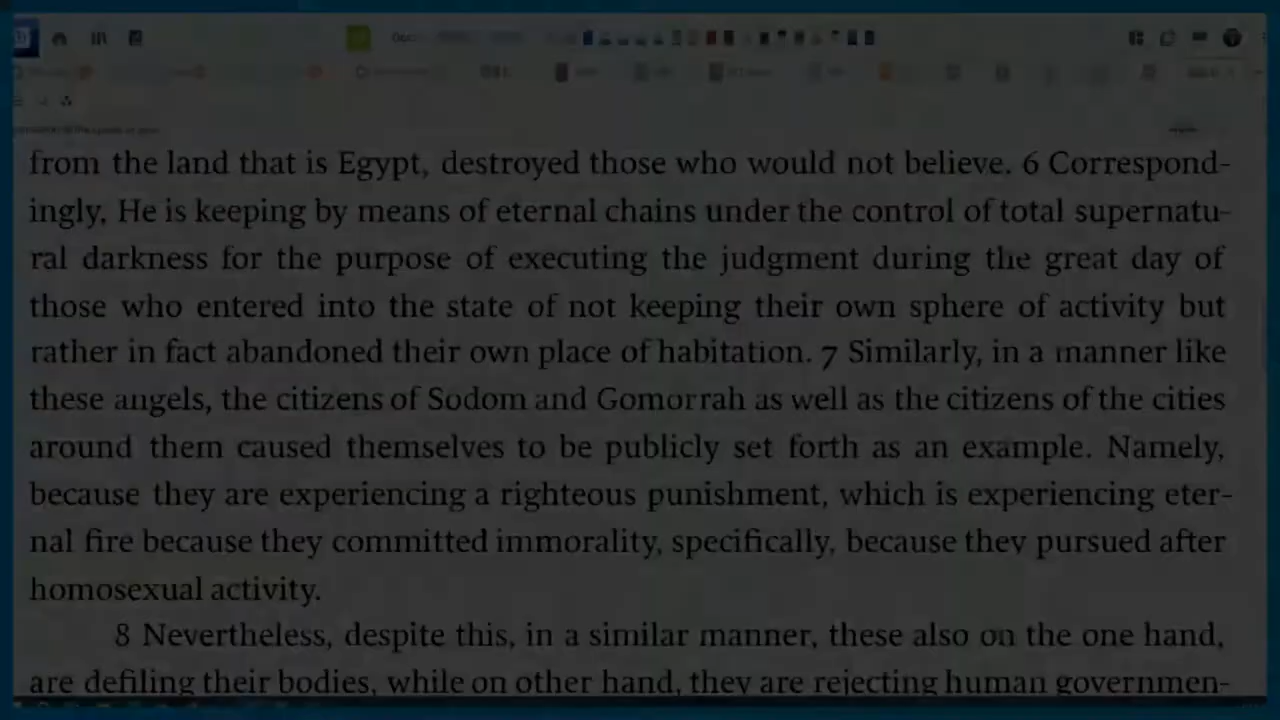 from the land that is Egypt, destroyed those who would not believe. 6 Correspond-
ingly, He is keeping by means of eternal chains under the control of total supernatu-
ral darkness for the purpose of executing the judgment during the great day of
those who entered into the state of not keeping their own sphere of activity but
rather in fact abandoned their own place of habitation. 7 Similarly, in a manner like
these angels, the citizens of Sodom and Gomorrah as well as the citizens of the cities
around them caused themselves to be publicly set forth as an example. Namely,
because they are experiencing a righteous punishment, which is experiencing eter-
nal fire because they committed immorality, specifically, because they pursued after
homosexual activity.
8 Nevertheless, despite this, in a similar manner, these also on the one hand,
are defiling their bodies, while on other hand, they are rejecting human governmen-